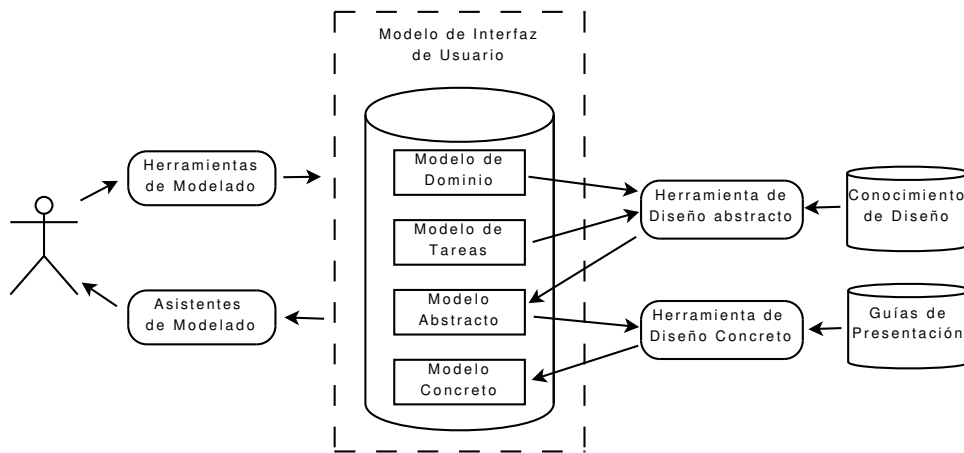 Modelo de Interfaz
de Usuario
Herramientas
de Modelado
Asistentes
de Modelado
Modelo de
Dominio
Modelo de
Tareas
Modelo
Abstracto
Modelo
Concreto
Herramienta de
Diseño abstracto
Herramienta de
Diseño Concreto
Conocimiento
de Diseño
Guías de
Presentación